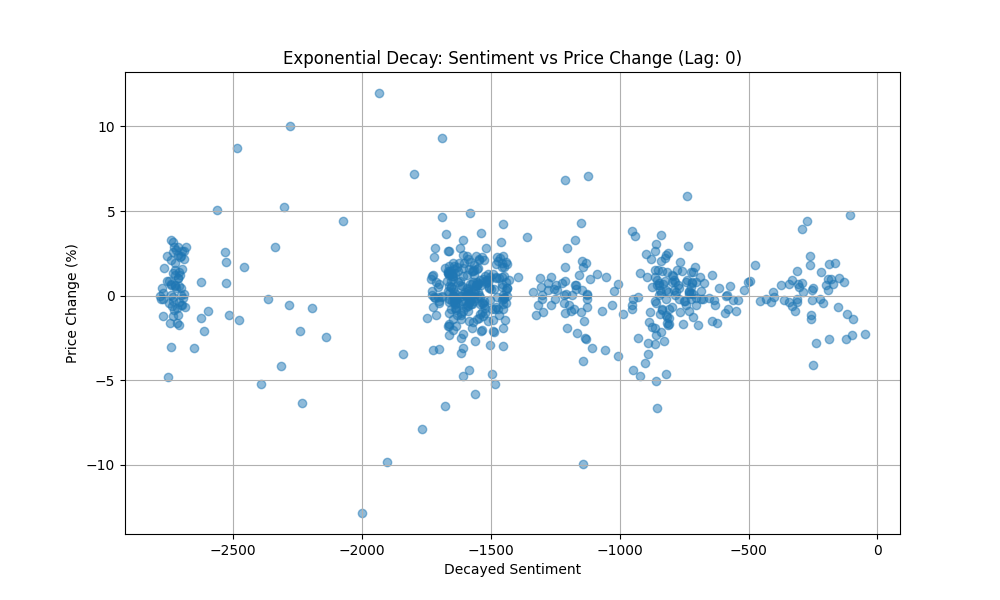 Exponential Decay: Sentiment vs Price Change (Lag: 0)
Price Change (%)
10
5
0
−5
−10
−2500 −2000 −1500 −1000 −500 0
Decayed Sentiment